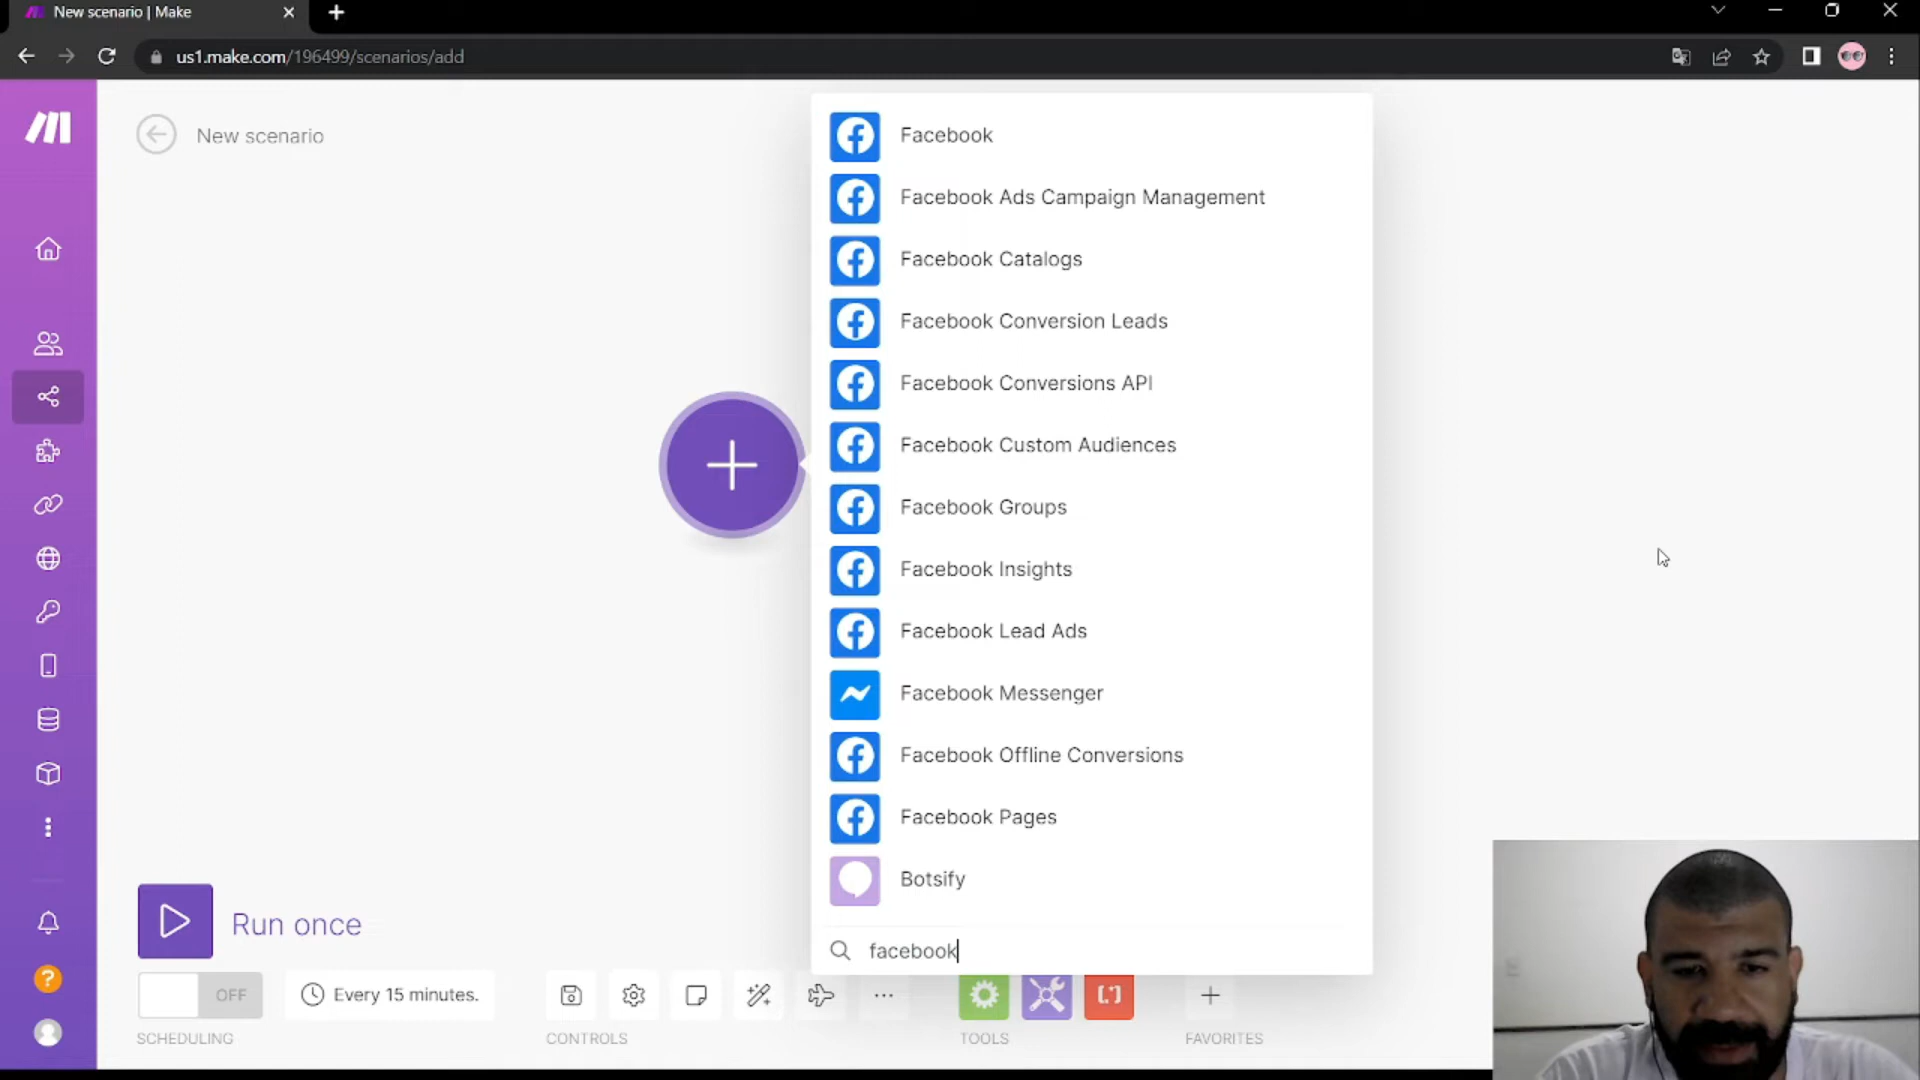 New scenario | Make
us1.make.com/196499/scenarios/add
New scenario
Facebook
Facebook Ads Campaign Management
Facebook Catalogs
Facebook Conversion Leads
Facebook Conversions API
Facebook Custom Audiences
Facebook Groups
Facebook Insights
Facebook Lead Ads
Facebook Messenger
Facebook Offline Conversions
Facebook Pages
Botsify
facebook
Run once
OFF
Every 15 minutes.
SCHEDULING
CONTROLS
TOOLS
FAVORITES